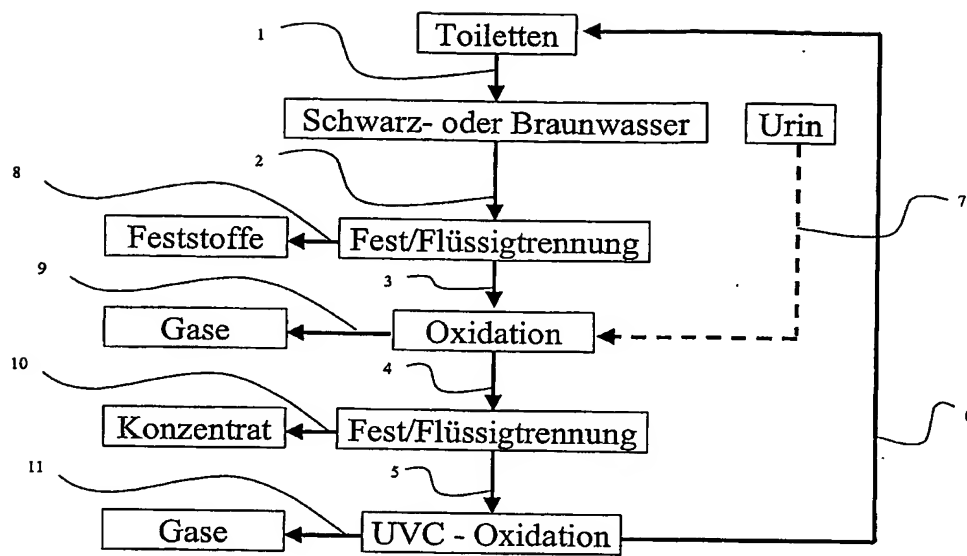 1
Toiletten
Schwarz- oder Braunwasser
Urin
2
8
7
Feststoffe
Fest/Flüssigtrennung
9
3
Gase
Oxidation
10
4
Konzentrat
Fest/Flüssigtrennung
11
5
Gase
UVC - Oxidation